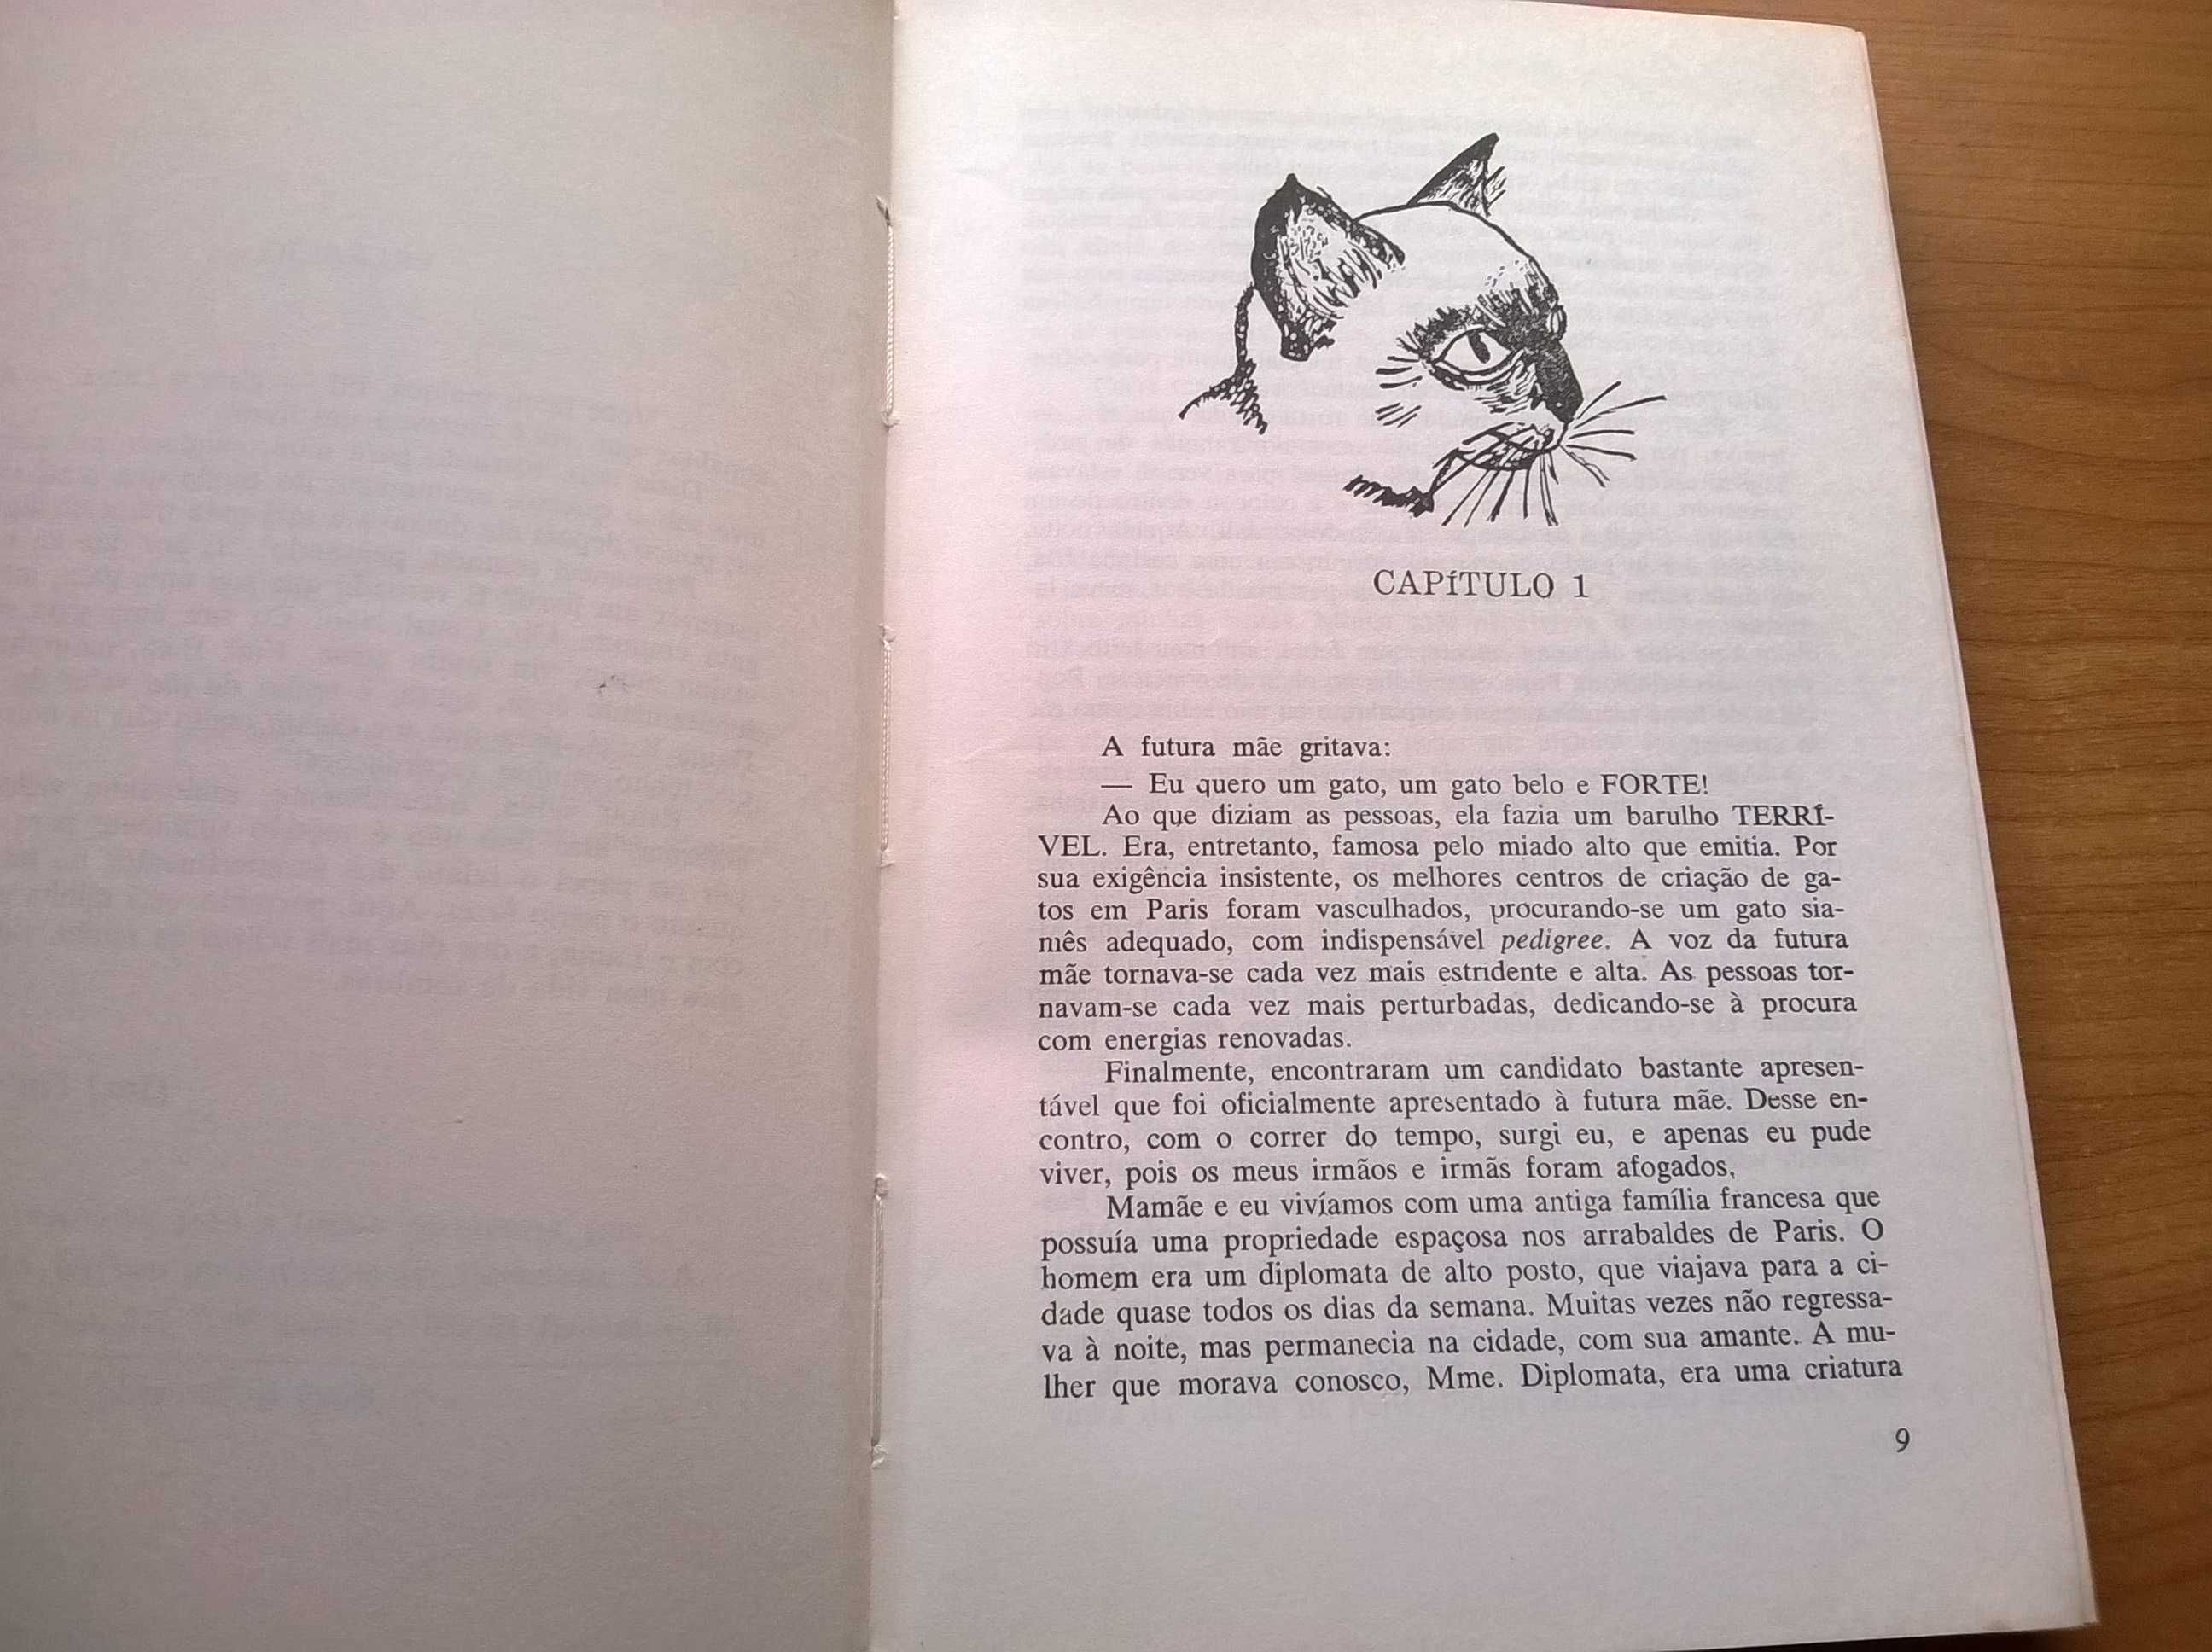 CAPÍTULO 1
A futura mãe gritava:
— Eu quero um gato, um gato belo e FORTE!
Ao que diziam as pessoas, ela fazia um barulho TERRÍ-
VEL. Era, entretanto, famosa pelo miado alto que emitia. Por
sua exigência insistente, os melhores centros de criação de ga-
tos em Paris foram vasculhados, procurando-se um gato sia-
mês adequado, com indispensável pedigree. A voz da futura
mãe tornava-se cada vez mais estridente e alta. As pessoas tor-
navam-se cada vez mais perturbadas, dedicando-se à procura
com energias renovadas.
Finalmente, encontraram um candidato bastante apresen-
tável que foi oficialmente apresentado à futura mãe. Desse en-
contro, com o correr do tempo, surgi eu, e apenas eu pude
viver, pois os meus irmãos e irmãs foram afogados,
Mamãe e eu vivíamos com uma antiga família francesa que
possuía uma propriedade espaçosa nos arrabaldes de Paris. O
homem era um diplomata de alto posto, que viajava para a ci-
dade quase todos os dias da semana. Muitas vezes não regressa-
va à noite, mas permanecia na cidade, com sua amante. A mu-
lher que morava conosco, Mme. Diplomata, era uma criatura
9